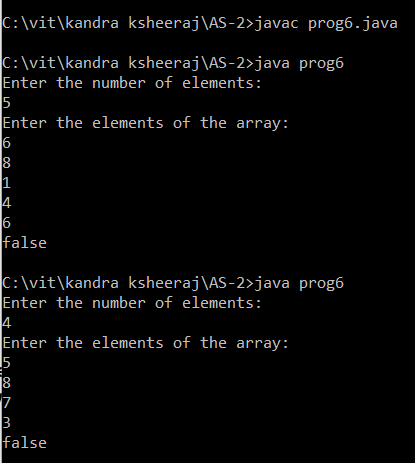 C:\vit\kandra ksheeraj\AS-2>javac prog6.java
C:\vit\kandra ksheeraj\AS-2>java prog6
Enter the number of elements:
5
Enter the elements of the array:
6
8
1
4
6
false
C:\vit\kandra ksheeraj\AS-2>java prog6
Enter the number of elements:
4
Enter the elements of the array:
5
8
7
3
false